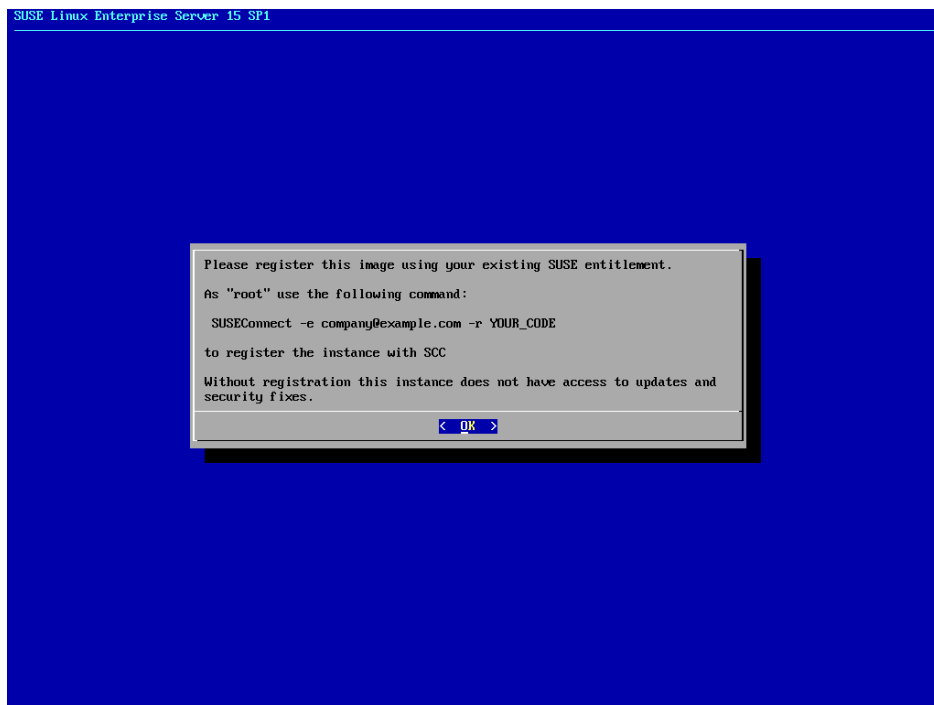 SUSE Linux Enterprise Server 15 SP1
Please register this image using your existing SUSE entitlement.
As "root" use the following command:
SUSEConnect -e company@example.com -r YOUR_CODE
to register the instance with SCC
Without registration this instance does not have access to updates and
security fixes.
< OK >